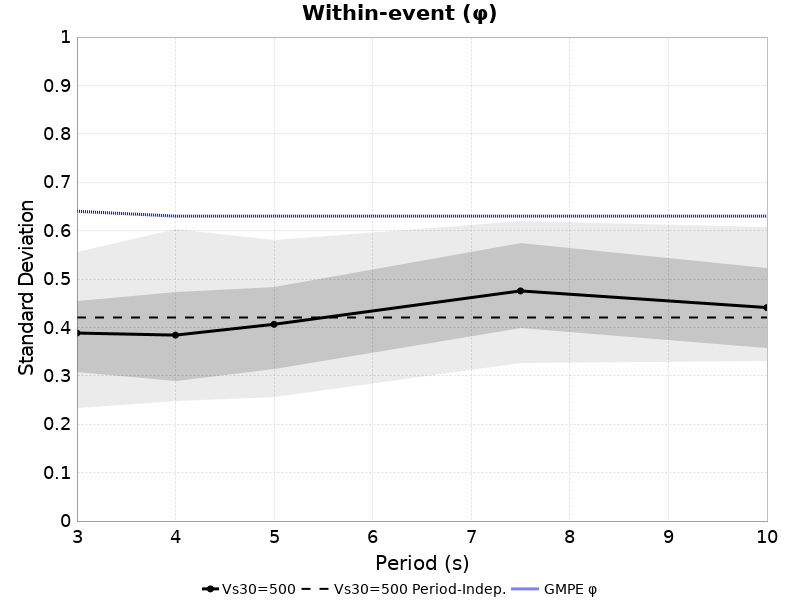 Within-event (φ)
1
0.9
0.8
0.7
0.6
0.5
0.4
0.3
0.2
0.1
0
Standard Deviation
3 4 5 6 7 8 9 10
Period (s)
Vs30=500 Vs30=500 Period-Indep. GMPE φ